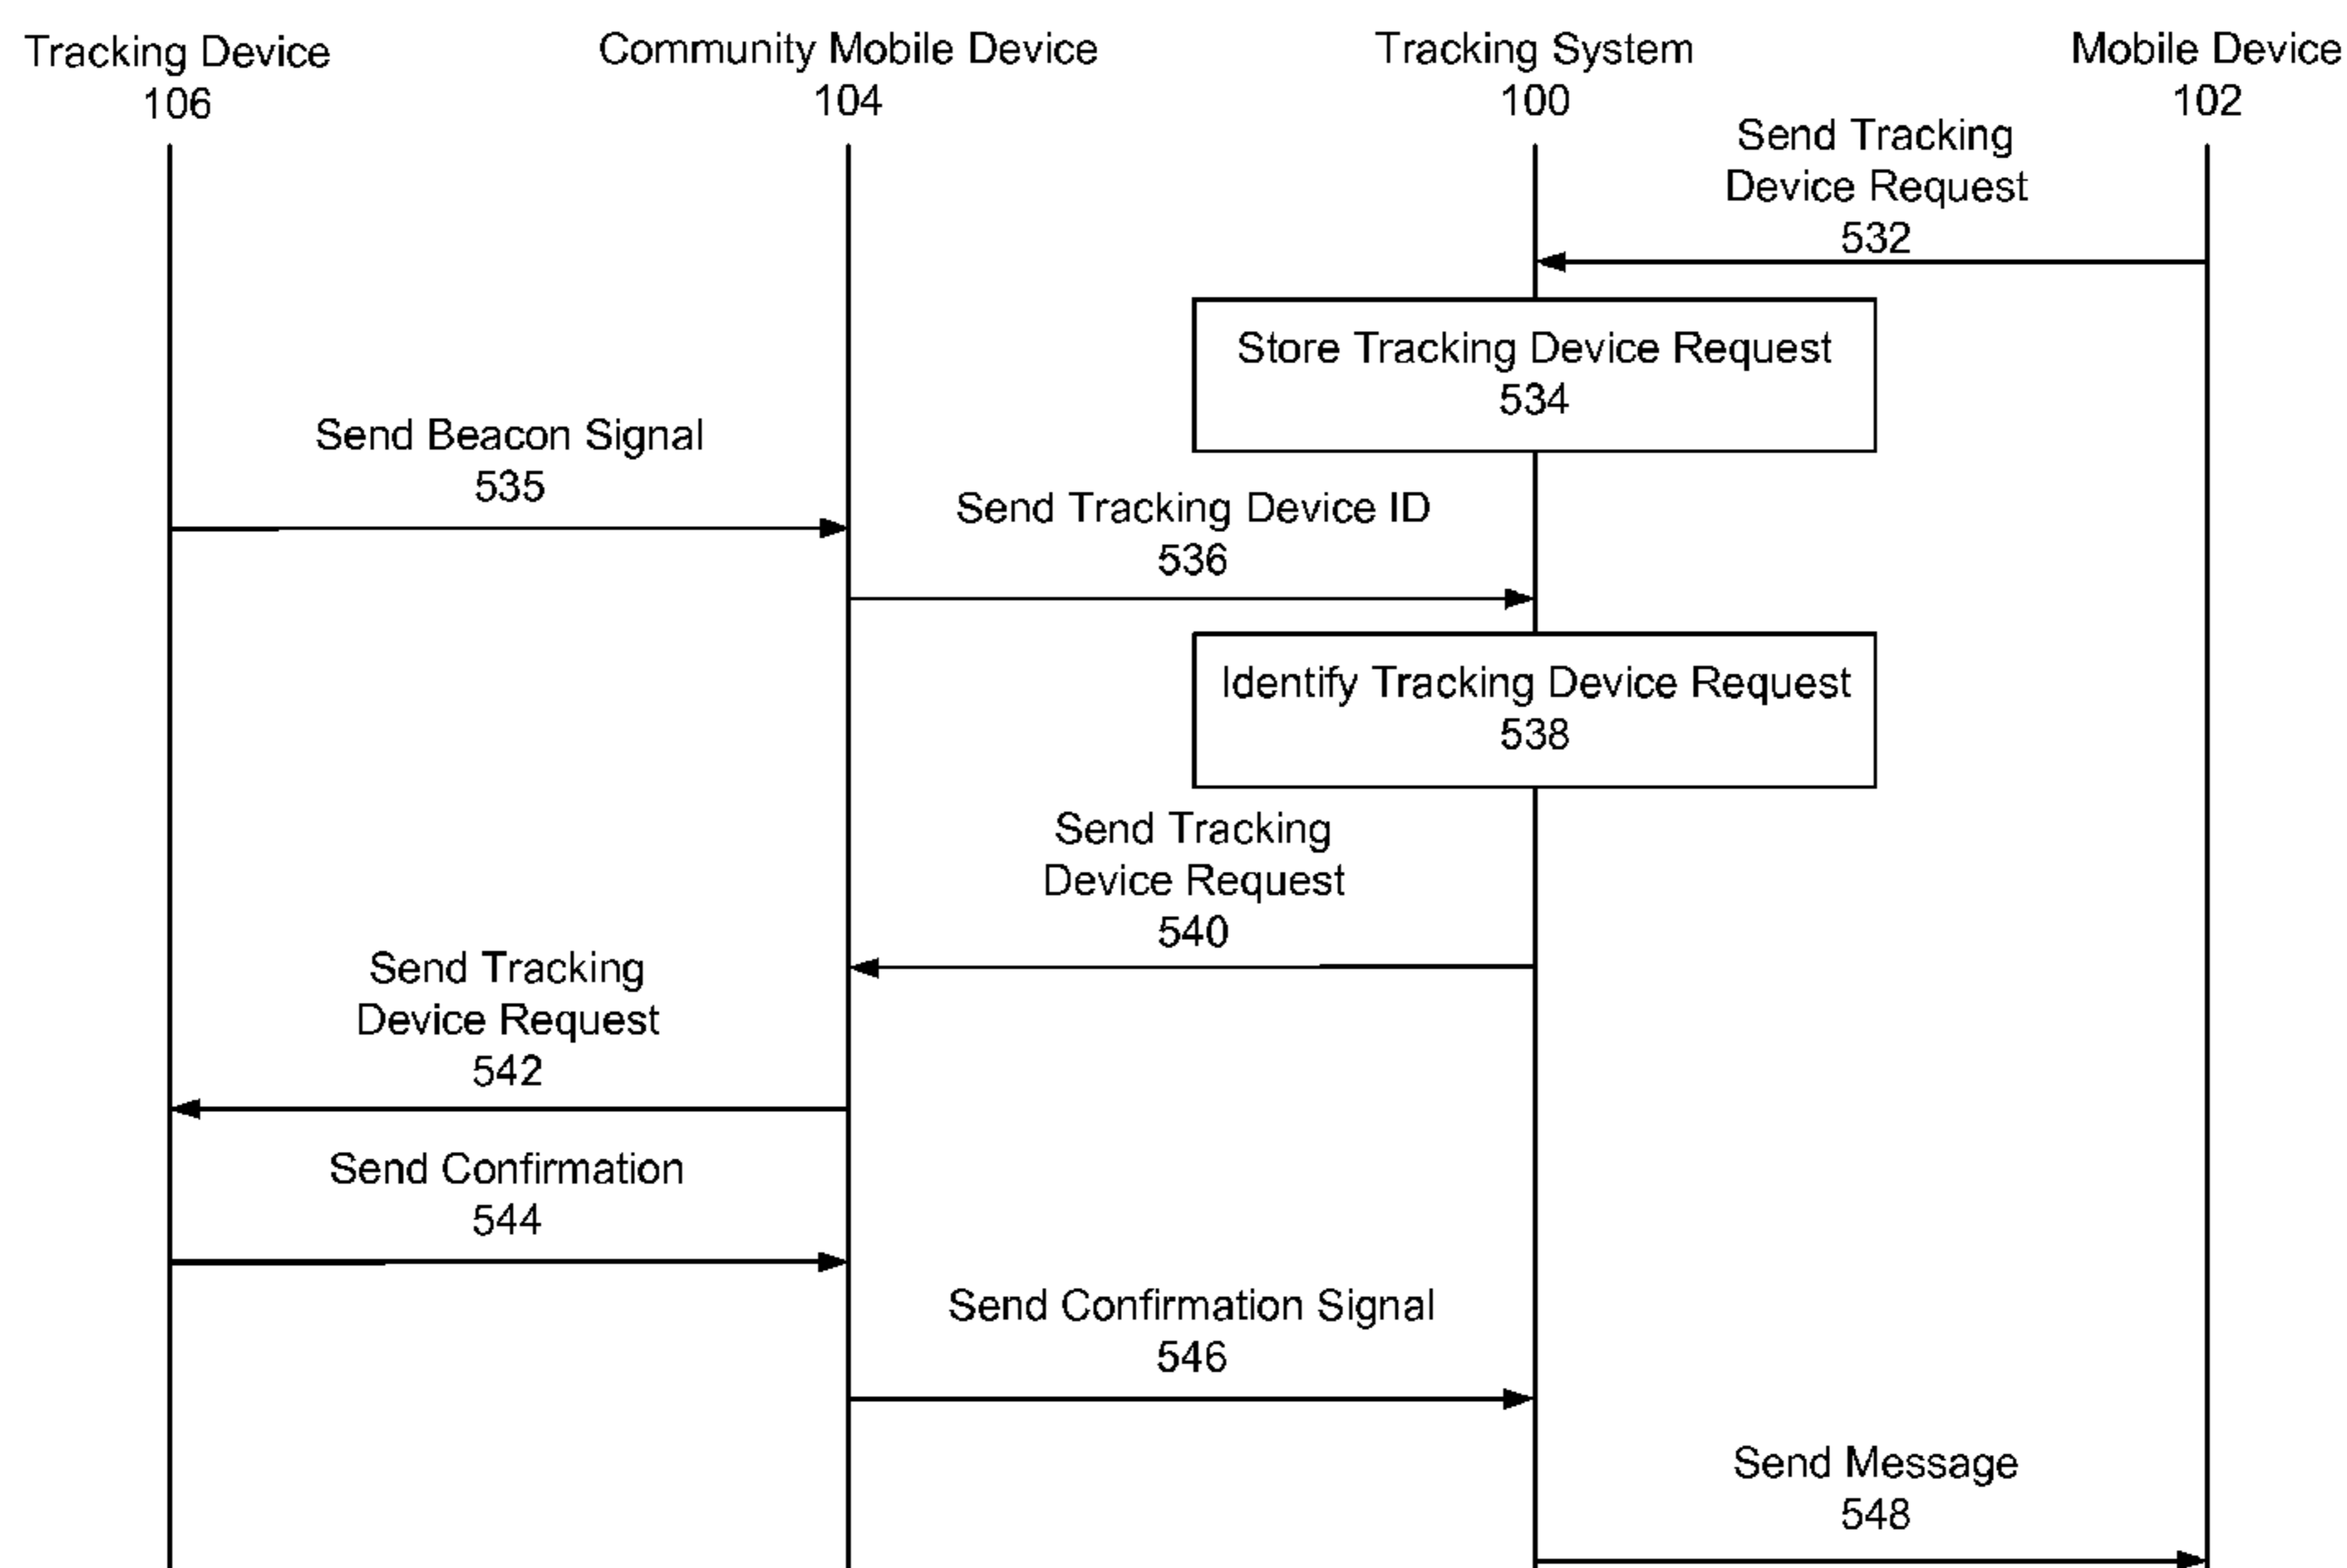 Tracking Device
106
Community Mobile Device
104
Tracking System
100
Mobile Device
102
Send Tracking
Device Request
532
Store Tracking Device Request
534
Send Beacon Signal
535
Send Tracking Device ID
536
Identify Tracking Device Request
538
Send Tracking
Device Request
540
Send Tracking
Device Request
542
Send Confirmation
544
Send Confirmation Signal
546
Send Message
548